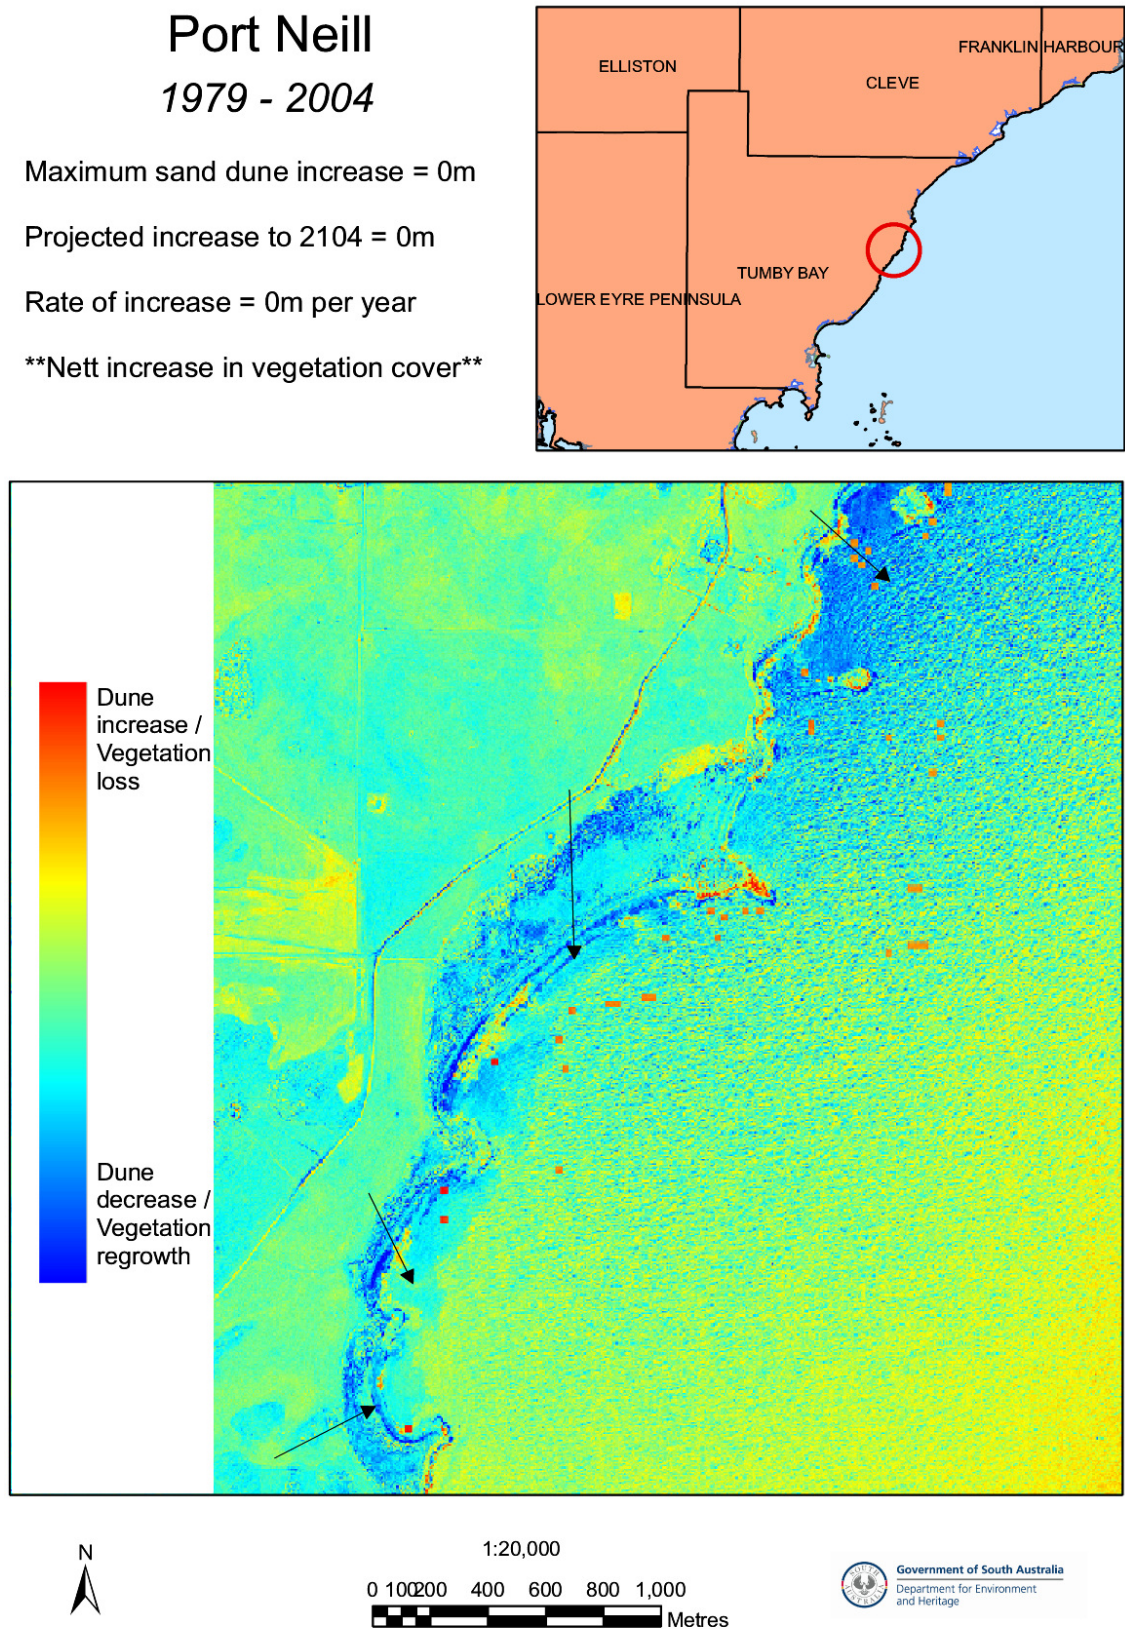 Port Neill
1979 - 2004
Maximum sand dune increase = 0m
Projected increase to 2104 = 0m
Rate of increase = 0m per year
**Nett increase in vegetation cover**
ELLISTON
FRANKLIN HARBOUR
CLEVE
TUMBY BAY
LOWER EYRE PENINSULA
Dune
increase /
Vegetation
loss
Dune
decrease /
Vegetation
regrowth
N
1:20,000
0 100 200 400 600 800 1,000
Metres
SOUTH AUSTRALIA
Government of South Australia
Department for Environment
and Heritage